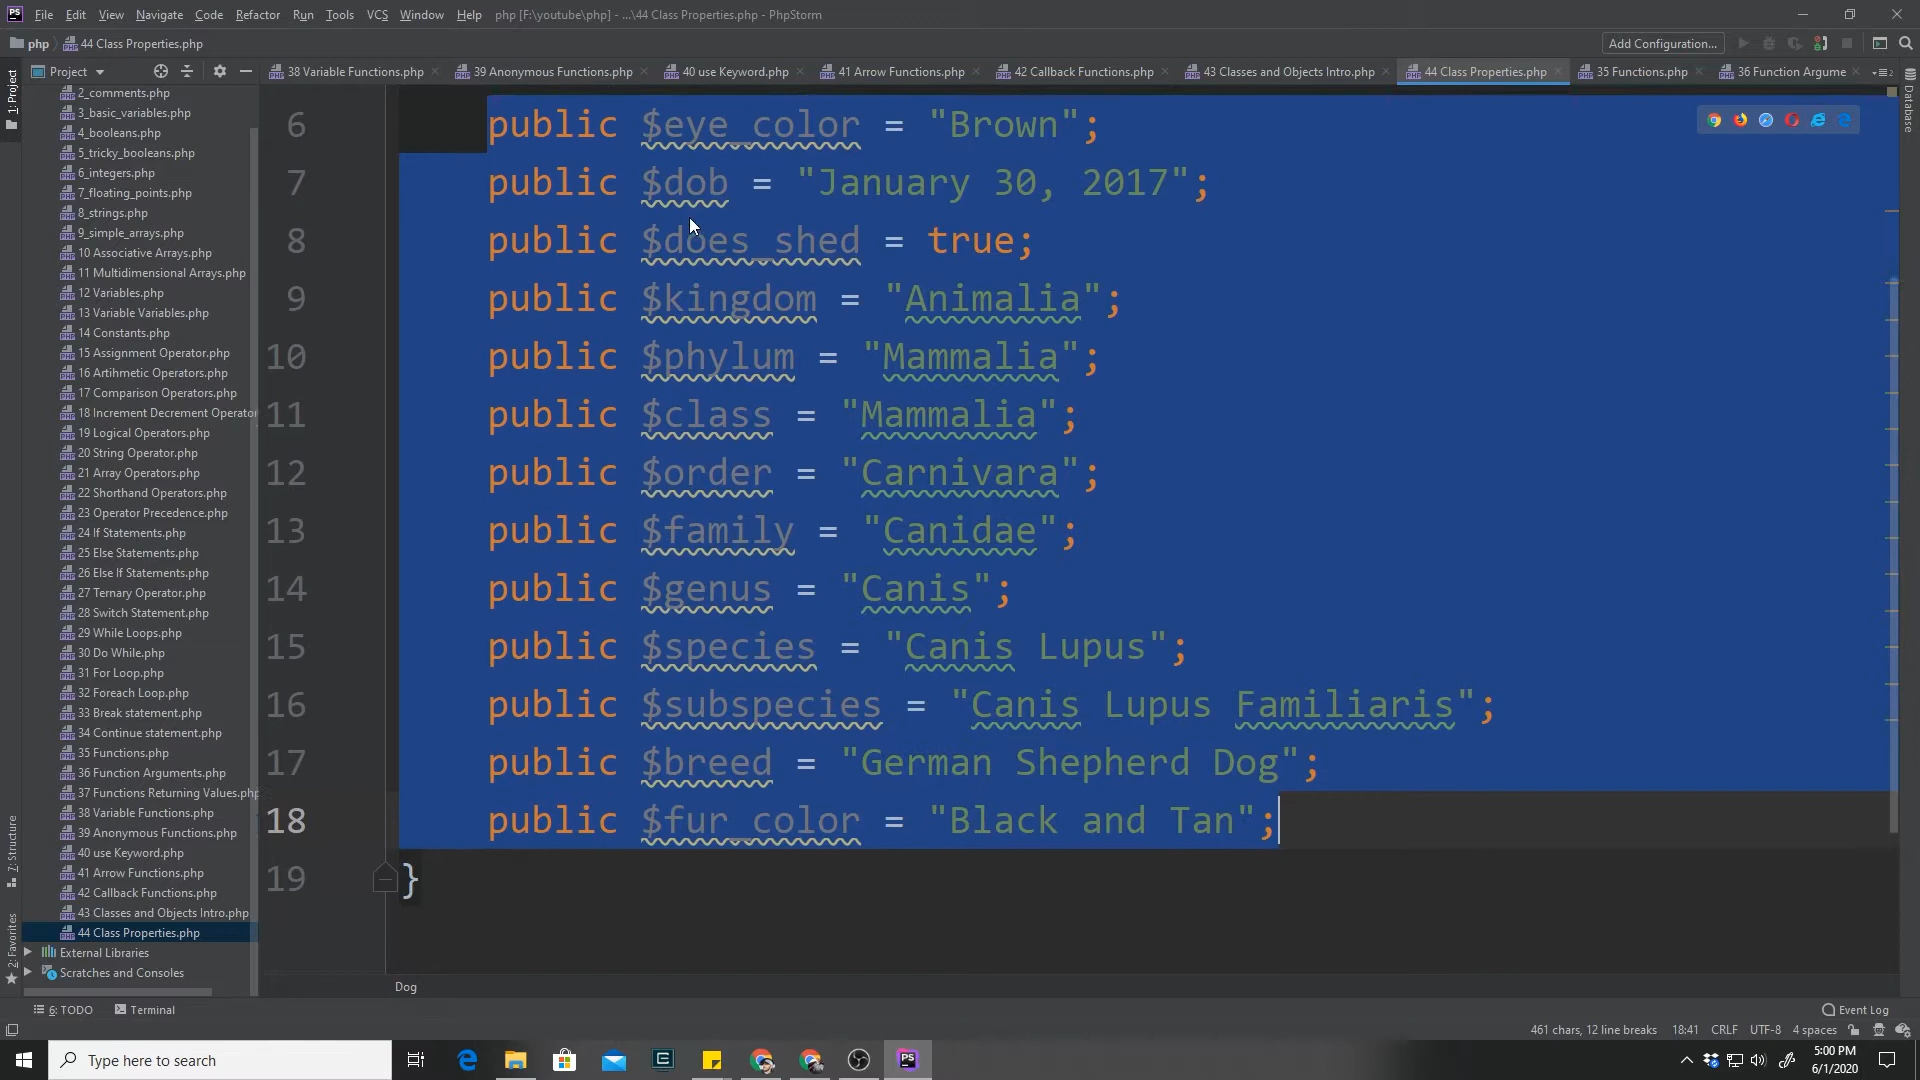 File Edit View Navigate Code Refactor Run Tools VCS Window Help php [F:\youtube\php] - ...\44 Class Properties.php - PhpStorm
php 44 Class Properties.php Add Configuration...
Project 38 Variable Functions.php 39 Anonymous Functions.php 40 use Keyword.php 41 Arrow Functions.php 42 Callback Functions.php 43 Classes and Objects Intro.php 44 Class Properties.php 35 Functions.php 36 Function Argume
1: Project
7: Structure
2: Favorites
Database
2_comments.php
3_basic_variables.php
4_booleans.php
5_tricky_booleans.php
6_integers.php
7_floating_points.php
8_strings.php
9_simple_arrays.php
10 Associative Arrays.php
11 Multidimensional Arrays.php
12 Variables.php
13 Variable Variables.php
14 Constants.php
15 Assignment Operator.php
16 Artihmetic Operators.php
17 Comparison Operators.php
18 Increment Decrement Operato
19 Logical Operators.php
20 String Operator.php
21 Array Operators.php
22 Shorthand Operators.php
23 Operator Precedence.php
24 If Statements.php
25 Else Statements.php
26 Else If Statements.php
27 Ternary Operator.php
28 Switch Statement.php
29 While Loops.php
30 Do While.php
31 For Loop.php
32 Foreach Loop.php
33 Break statement.php
34 Continue statement.php
35 Functions.php
36 Function Arguments.php
37 Functions Returning Values.php
38 Variable Functions.php
39 Anonymous Functions.php
40 use Keyword.php
41 Arrow Functions.php
42 Callback Functions.php
43 Classes and Objects Intro.php
44 Class Properties.php
External Libraries
Scratches and Consoles
6 public $eye_color = "Brown";
7 public $dob = "January 30, 2017";
8 public $does_shed = true;
9 public $kingdom = "Animalia";
10 public $phylum = "Mammalia";
11 public $class = "Mammalia";
12 public $order = "Carnivara";
13 public $family = "Canidae";
14 public $genus = "Canis";
15 public $species = "Canis Lupus";
16 public $subspecies = "Canis Lupus Familiaris";
17 public $breed = "German Shepherd Dog";
18 public $fur_color = "Black and Tan";
19 }
Dog
6: TODO Terminal Event Log
461 chars, 12 line breaks 18:41 CRLF UTF-8 4 spaces
Type here to search
PS
5:00 PM
6/1/2020